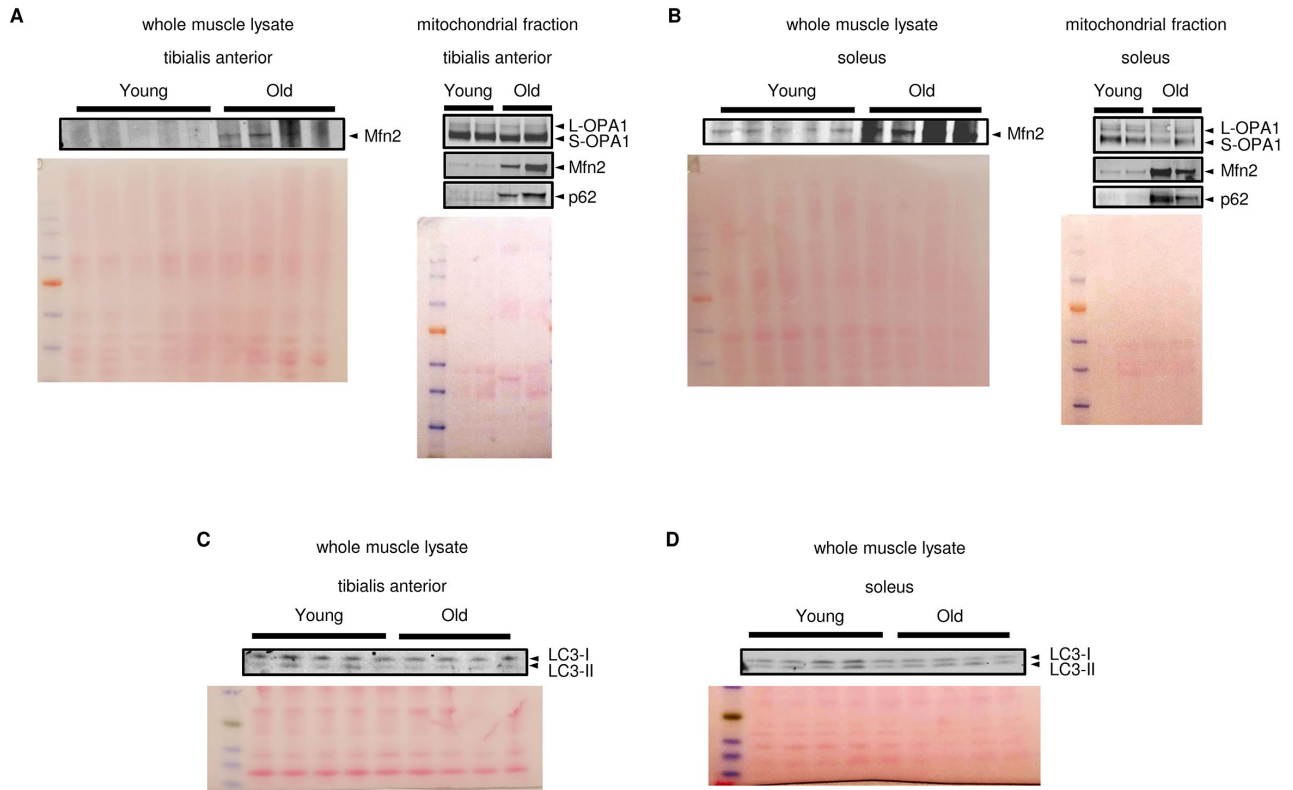 A
whole muscle lysate
tibialis anterior
Young
Old
Mfn2
mitochondrial fraction
tibialis anterior
Young
Old
L-OPA1
S-OPA1
Mfn2
p62
B
whole muscle lysate
soleus
Young
Old
Mfn2
mitochondrial fraction
soleus
Young
Old
L-OPA1
S-OPA1
Mfn2
p62
C
whole muscle lysate
tibialis anterior
Young
Old
LC3-I
LC3-II
D
whole muscle lysate
soleus
Young
Old
LC3-I
LC3-II